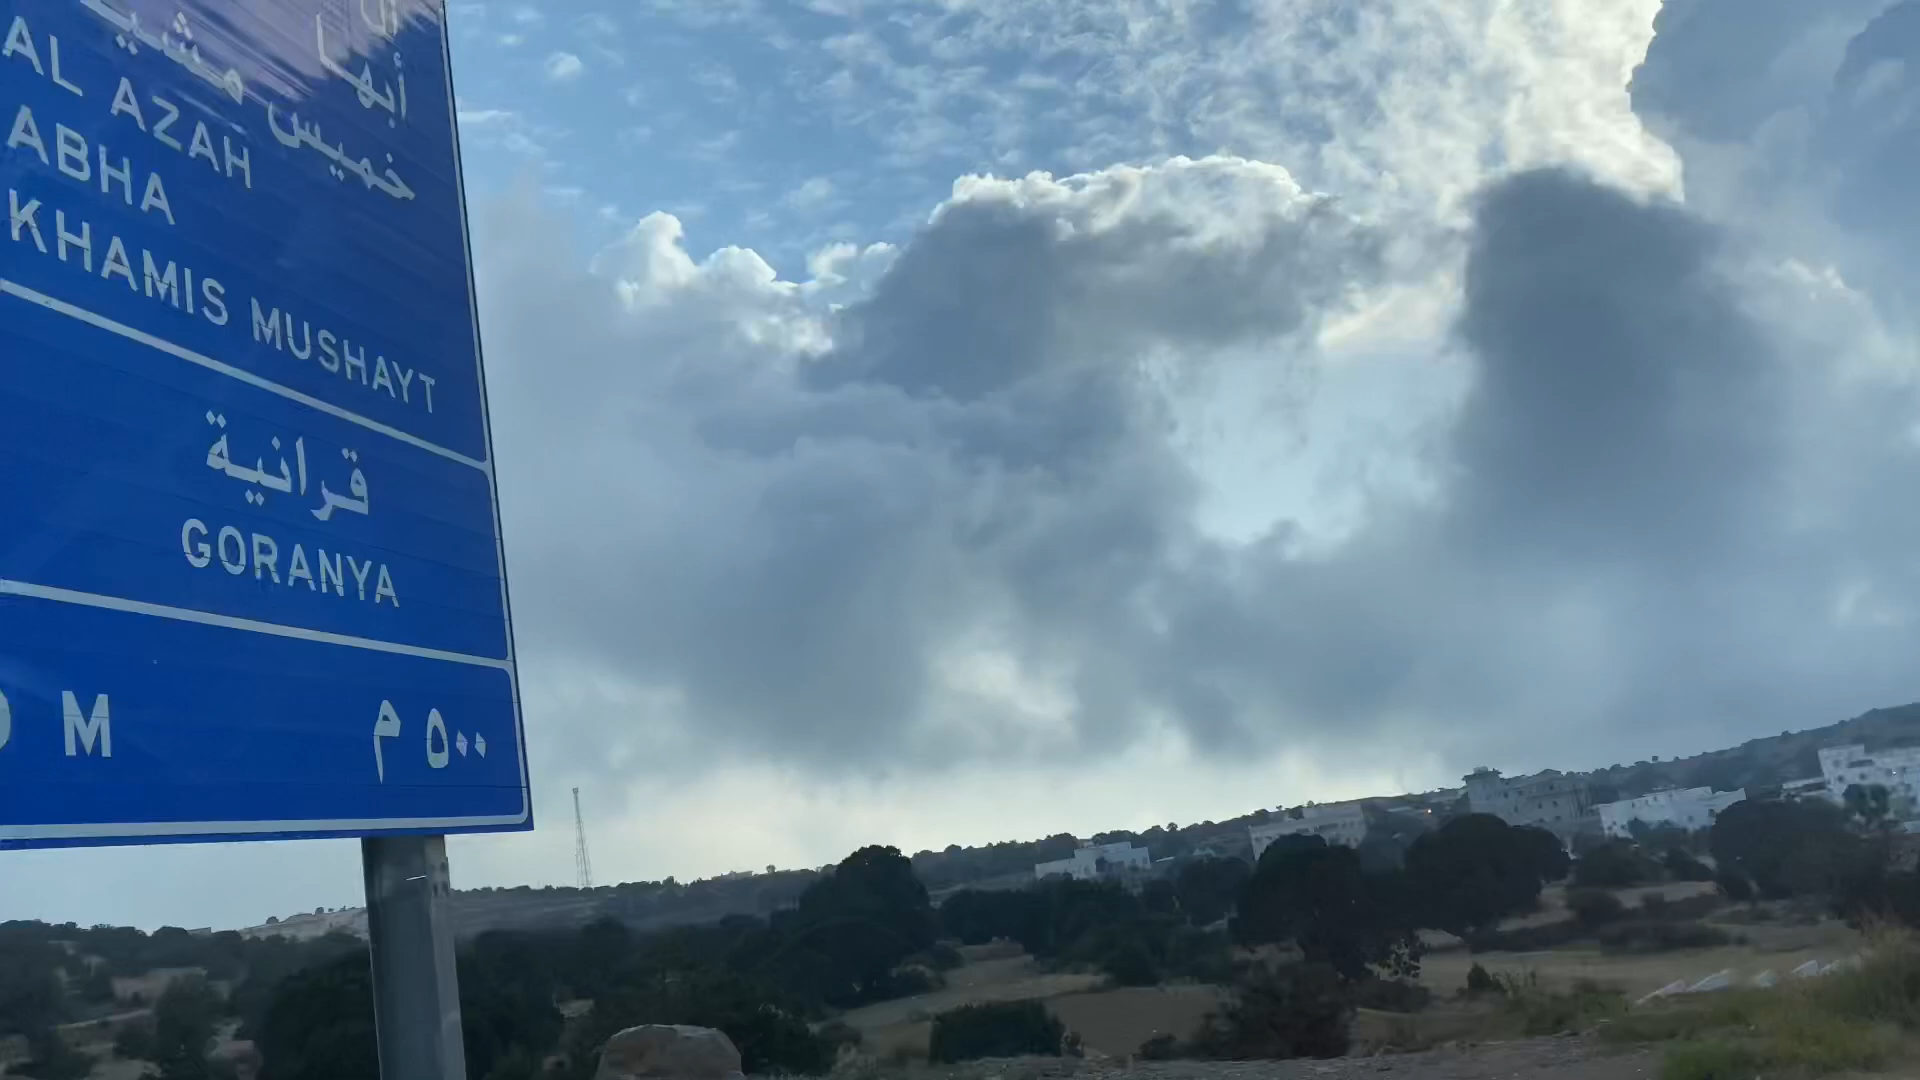 أبها
خميس مشيط
AL AZAH
ABHA
KHAMIS MUSHAYT
قرانية
GORANYA
M
٥٠٠ م